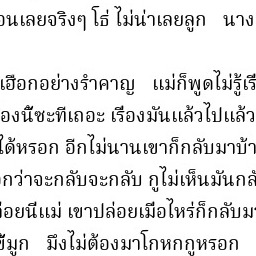 อนเลยจริงๆ โธ่ ไม่น่าเลยลูก นาง
เฮือกอย่างรำคาญ แม่ก็พูดไม่รู้เรื
องนี้ซะทีเถอะ เรื่องมันแล้วไปแล้ว
ได้หรอก อีกไม่นานเขาก็กลับมาบ้า
กว่าจะกลับจะกลับ กูไม่เห็นมันกล้
่อยนี่แม่ เขาปล่อยเมื่อไหร่ก็กลับม
ขี้มูก มึงไม่ต้องมาโกหกกูหรอก